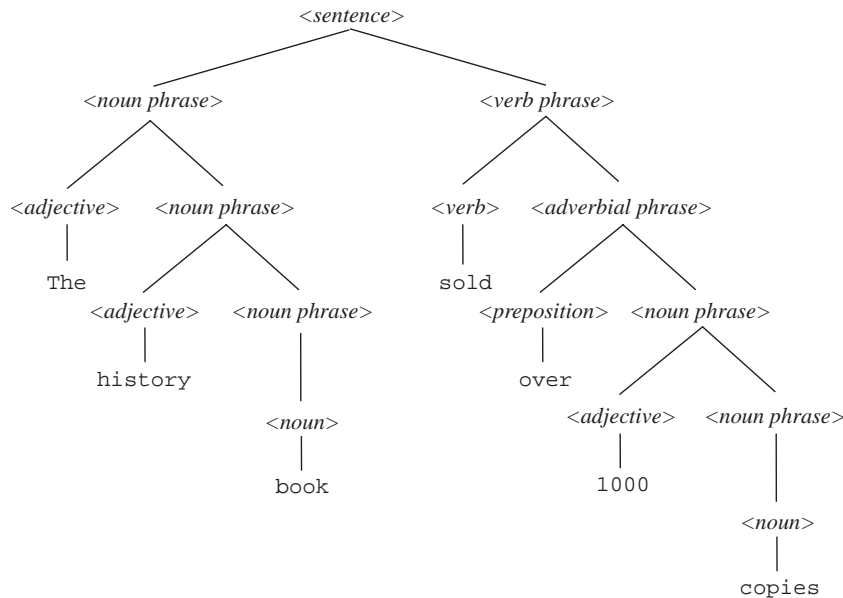 <sentence>
<noun phrase> <verb phrase>
<adjective> <noun phrase> <verb> <adverbial phrase>
The sold
<adjective> <noun phrase> <preposition> <noun phrase>
history over
<adjective> <noun phrase>
<noun>
book 1000
<noun>
copies